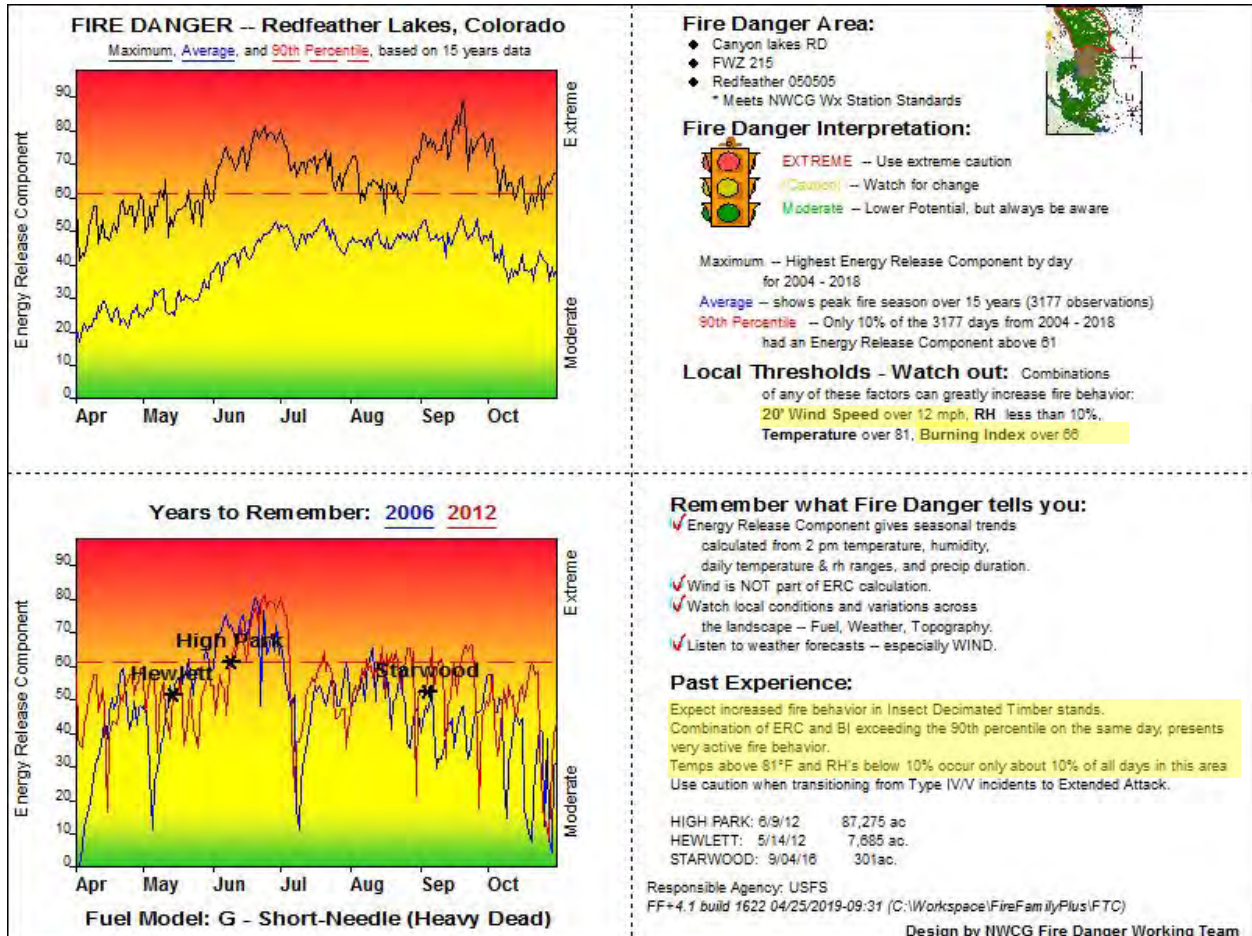 FIRE DANGER -- Redfeather Lakes, Colorado
Maximum, Average, and 90th Percentile, based on 15 years data
Energy Release Component
90
80
70
60
50
40
30
20
10
0
Extreme
Moderate
Apr May Jun Jul Aug Sep Oct
Fire Danger Area:
◆ Canyon lakes RD
◆ FWZ 215
◆ Redfeather 050505
* Meets NWCG Wx Station Standards
Fire Danger Interpretation:
EXTREME -- Use extreme caution
(Caution) -- Watch for change
Moderate -- Lower Potential, but always be aware
Maximum -- Highest Energy Release Component by day
for 2004 - 2018
Average -- shows peak fire season over 15 years (3177 observations)
90th Percentile -- Only 10% of the 3177 days from 2004 - 2018
had an Energy Release Component above 61
Local Thresholds - Watch out: Combinations
of any of these factors can greatly increase fire behavior:
20' Wind Speed over 12 mph, RH less than 10%,
Temperature over 81, Burning Index over 66
Years to Remember: 2006 2012
Energy Release Component
90
80
70
60
50
40
30
20
10
0
High Park
Hewlett
Starwood
Extreme
Moderate
Apr May Jun Jul Aug Sep Oct
Fuel Model: G - Short-Needle (Heavy Dead)
Remember what Fire Danger tells you:
Energy Release Component gives seasonal trends
calculated from 2 pm temperature, humidity,
daily temperature & rh ranges, and precip duration.
Wind is NOT part of ERC calculation.
Watch local conditions and variations across
the landscape -- Fuel, Weather, Topography.
Listen to weather forecasts -- especially WIND.
Past Experience:
Expect increased fire behavior in Insect Decimated Timber stands.
Combination of ERC and BI exceeding the 90th percentile on the same day, presents
very active fire behavior.
Temps above 81°F and RH's below 10% occur only about 10% of all days in this area
Use caution when transitioning from Type IV/V incidents to Extended Attack.
HIGH PARK: 6/9/12 87,275 ac
HEWLETT: 5/14/12 7,685 ac.
STARWOOD: 9/04/16 301ac.
Responsible Agency: USFS
FF+4.1 build 1622 04/25/2019-09:31 (C:\Workspace\FireFamilyPlus\FTC)
Design by NWCG Fire Danger Working Team